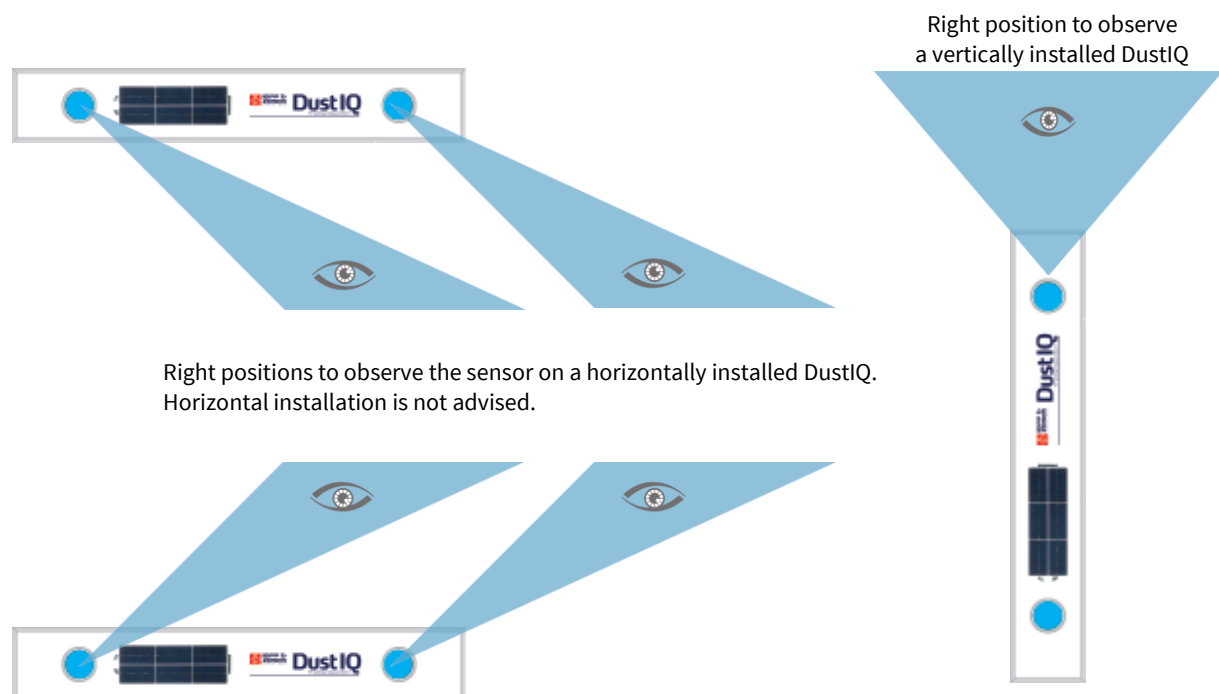 Right position to observe
a vertically installed DustIQ
DustIQ
DustIQ
Right positions to observe the sensor on a horizontally installed DustIQ.
Horizontal installation is not advised.
DustIQ